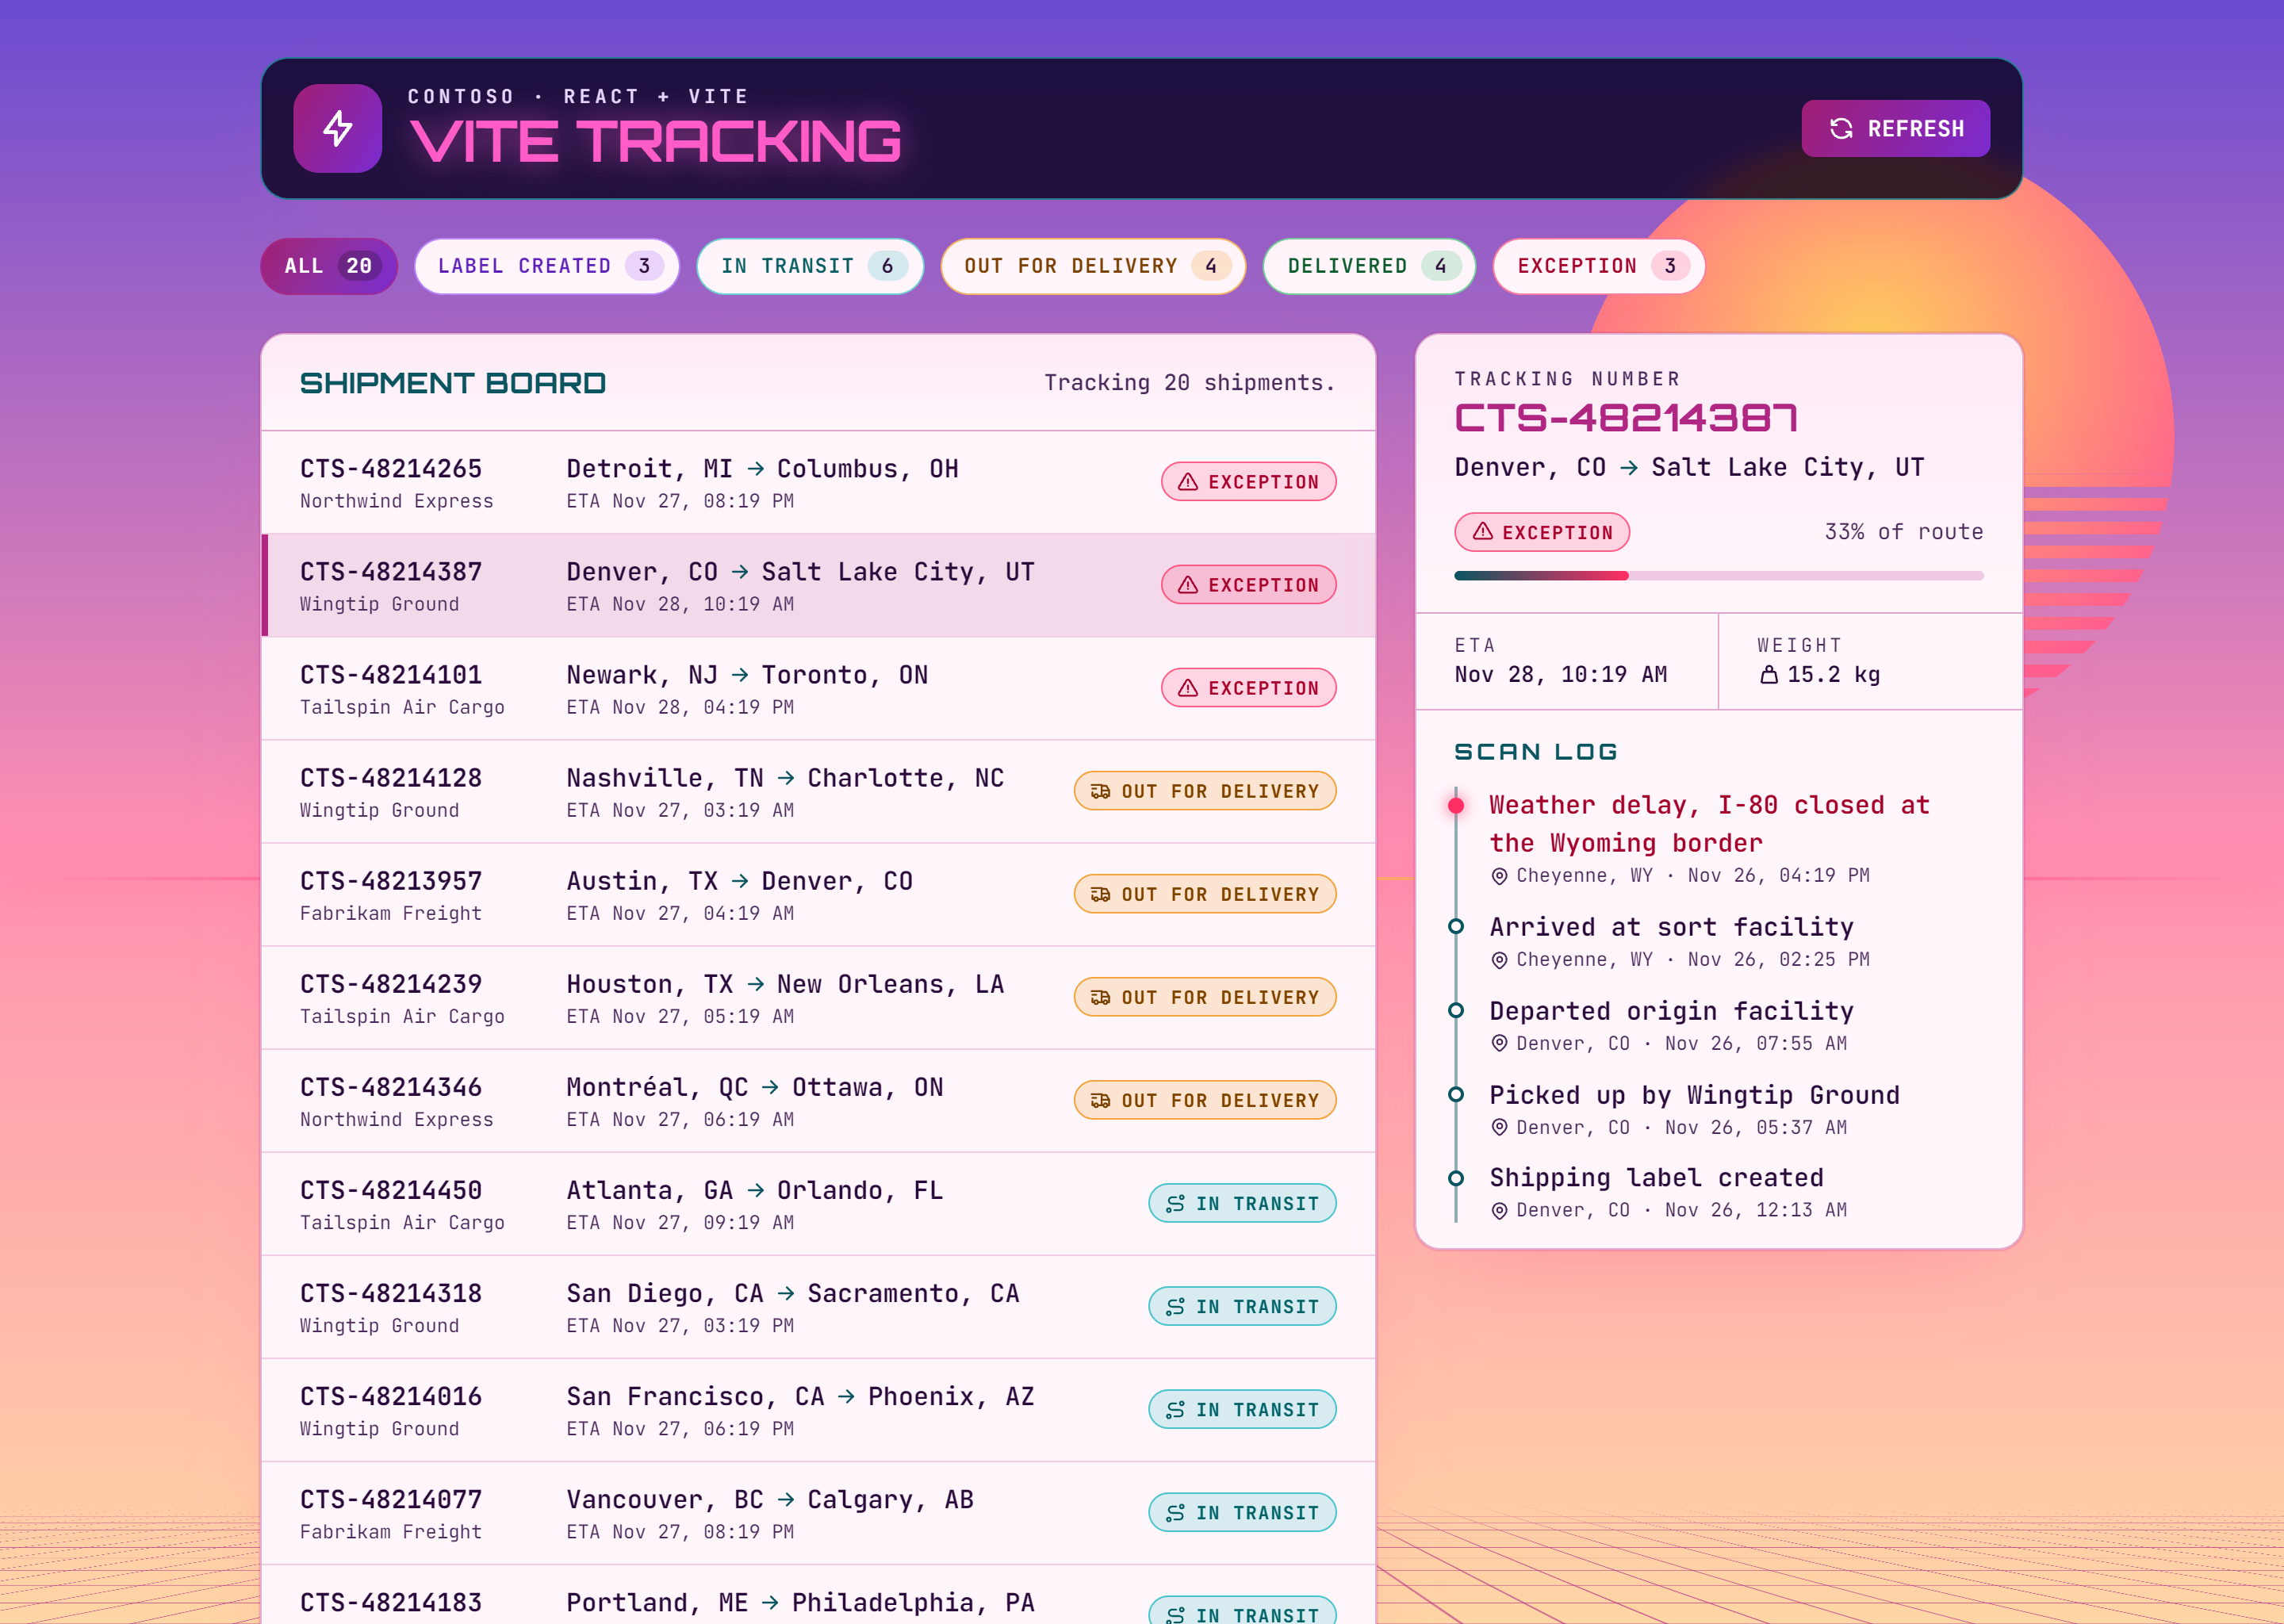 CONTOSO · REACT + VITE
VITE TRACKING
REFRESH
ALL 20
LABEL CREATED 3
IN TRANSIT 6
OUT FOR DELIVERY 4
DELIVERED 4
EXCEPTION 3
SHIPMENT BOARD
Tracking 20 shipments.
CTS-48214265
Northwind Express
Detroit, MI → Columbus, OH
ETA Nov 27, 08:19 PM
EXCEPTION
CTS-48214387
Wingtip Ground
Denver, CO → Salt Lake City, UT
ETA Nov 28, 10:19 AM
EXCEPTION
CTS-48214101
Tailspin Air Cargo
Newark, NJ → Toronto, ON
ETA Nov 28, 04:19 PM
EXCEPTION
CTS-48214128
Wingtip Ground
Nashville, TN → Charlotte, NC
ETA Nov 27, 03:19 AM
OUT FOR DELIVERY
CTS-48213957
Fabrikam Freight
Austin, TX → Denver, CO
ETA Nov 27, 04:19 AM
OUT FOR DELIVERY
CTS-48214239
Tailspin Air Cargo
Houston, TX → New Orleans, LA
ETA Nov 27, 05:19 AM
OUT FOR DELIVERY
CTS-48214346
Northwind Express
Montréal, QC → Ottawa, ON
ETA Nov 27, 06:19 AM
OUT FOR DELIVERY
CTS-48214450
Tailspin Air Cargo
Atlanta, GA → Orlando, FL
ETA Nov 27, 09:19 AM
IN TRANSIT
CTS-48214318
Wingtip Ground
San Diego, CA → Sacramento, CA
ETA Nov 27, 03:19 PM
IN TRANSIT
CTS-48214016
Wingtip Ground
San Francisco, CA → Phoenix, AZ
ETA Nov 27, 06:19 PM
IN TRANSIT
CTS-48214077
Fabrikam Freight
Vancouver, BC → Calgary, AB
ETA Nov 27, 08:19 PM
IN TRANSIT
CTS-48214183
Portland, ME → Philadelphia, PA
IN TRANSIT
TRACKING NUMBER
CTS-48214387
Denver, CO → Salt Lake City, UT
EXCEPTION
33% of route
ETA
Nov 28, 10:19 AM
WEIGHT
15.2 kg
SCAN LOG
Weather delay, I-80 closed at
the Wyoming border
Cheyenne, WY · Nov 26, 04:19 PM
Arrived at sort facility
Cheyenne, WY · Nov 26, 02:25 PM
Departed origin facility
Denver, CO · Nov 26, 07:55 AM
Picked up by Wingtip Ground
Denver, CO · Nov 26, 05:37 AM
Shipping label created
Denver, CO · Nov 26, 12:13 AM